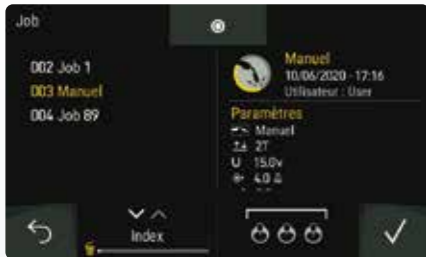 Job
002 Job 1
003 Manuel
004 Job 89
Manuel
10/06/2020 - 17:16
Utilisateur : User
Paramètres
Manuel
2T
U 15.0v
4.0
Index